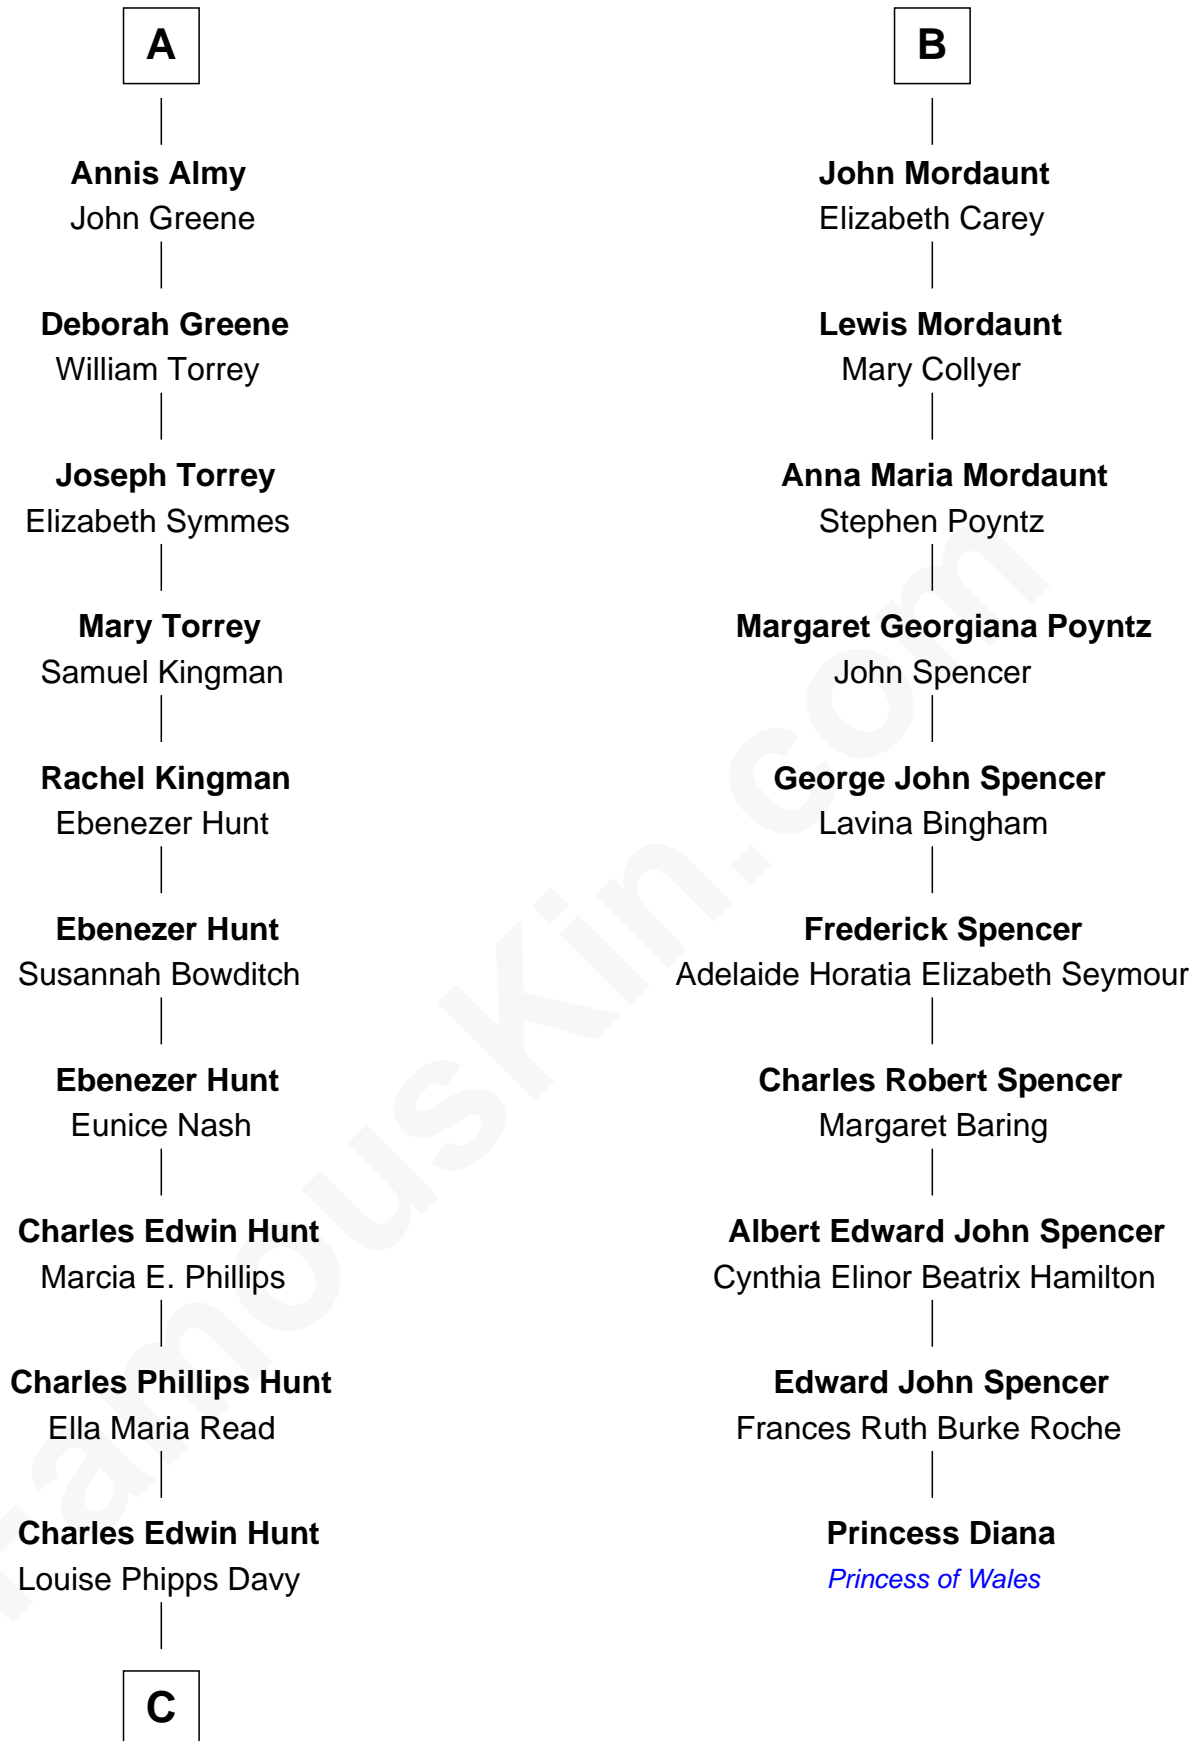 A
Annis Almy
John Greene
Deborah Greene
William Torrey
Joseph Torrey
Elizabeth Symmes
Mary Torrey
Samuel Kingman
Rachel Kingman
Ebenezer Hunt
Ebenezer Hunt
Susannah Bowditch
Ebenezer Hunt
Eunice Nash
Charles Edwin Hunt
Marcia E. Phillips
Charles Phillips Hunt
Ella Maria Read
Charles Edwin Hunt
Louise Phipps Davy
C
B
John Mordaunt
Elizabeth Carey
Lewis Mordaunt
Mary Collyer
Anna Maria Mordaunt
Stephen Poyntz
Margaret Georgiana Poyntz
John Spencer
George John Spencer
Lavina Bingham
Frederick Spencer
Adelaide Horatia Elizabeth Seymour
Charles Robert Spencer
Margaret Baring
Albert Edward John Spencer
Cynthia Elinor Beatrix Hamilton
Edward John Spencer
Frances Ruth Burke Roche
Princess Diana
Princess of Wales
FamousKin.com